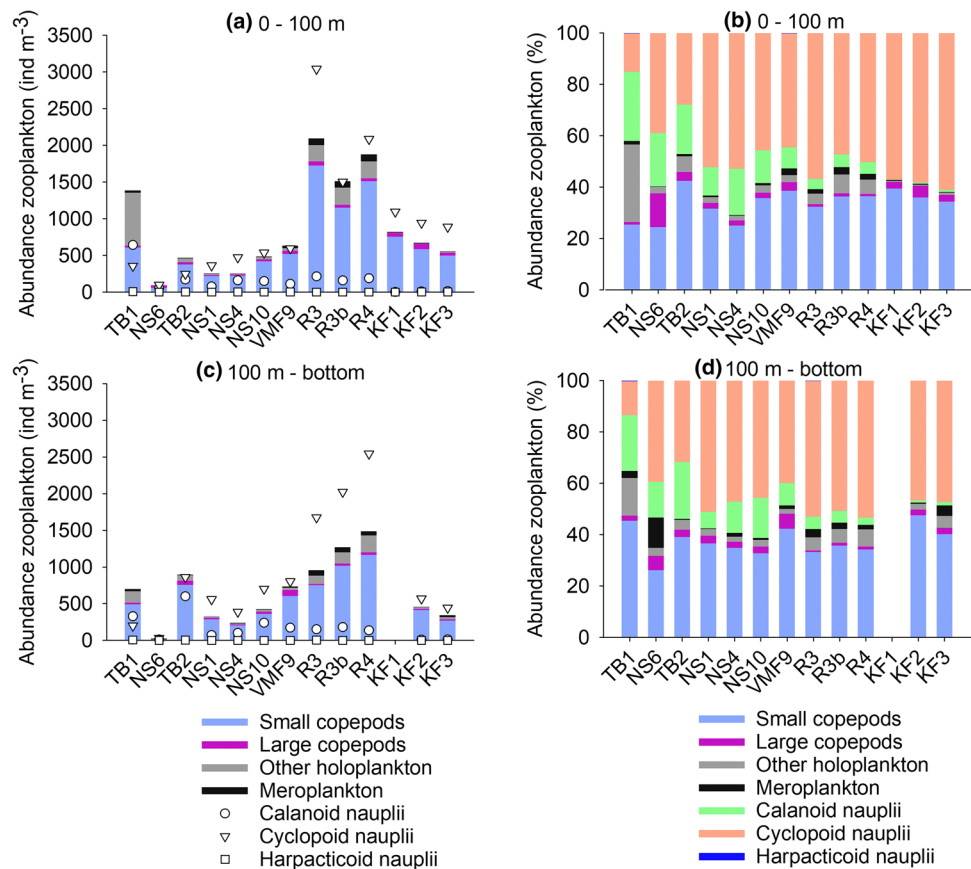 (a) 0 - 100 m
Abundance zooplankton (ind m-3)
3500
3000
2500
2000
1500
1000
500
0
TB1
NS6
TB2
NS1
NS4
NS10
VMF9
R3
R3b
R4
KF1
KF2
KF3
(b) 0 - 100 m
Abundance zooplankton (%)
100
80
60
40
20
0
TB1
NS6
TB2
NS1
NS4
NS10
VMF9
R3
R3b
R4
KF1
KF2
KF3
(c) 100 m - bottom
Abundance zooplankton (ind m-3)
3500
3000
2500
2000
1500
1000
500
0
TB1
NS6
TB2
NS1
NS4
NS10
VMF9
R3
R3b
R4
KF1
KF2
KF3
(d) 100 m - bottom
Abundance zooplankton (%)
100
80
60
40
20
0
TB1
NS6
TB2
NS1
NS4
NS10
VMF9
R3
R3b
R4
KF1
KF2
KF3
Small copepods
Large copepods
Other holoplankton
Meroplankton
Calanoid nauplii
Cyclopoid nauplii
Harpacticoid nauplii
Small copepods
Large copepods
Other holoplankton
Meroplankton
Calanoid nauplii
Cyclopoid nauplii
Harpacticoid nauplii